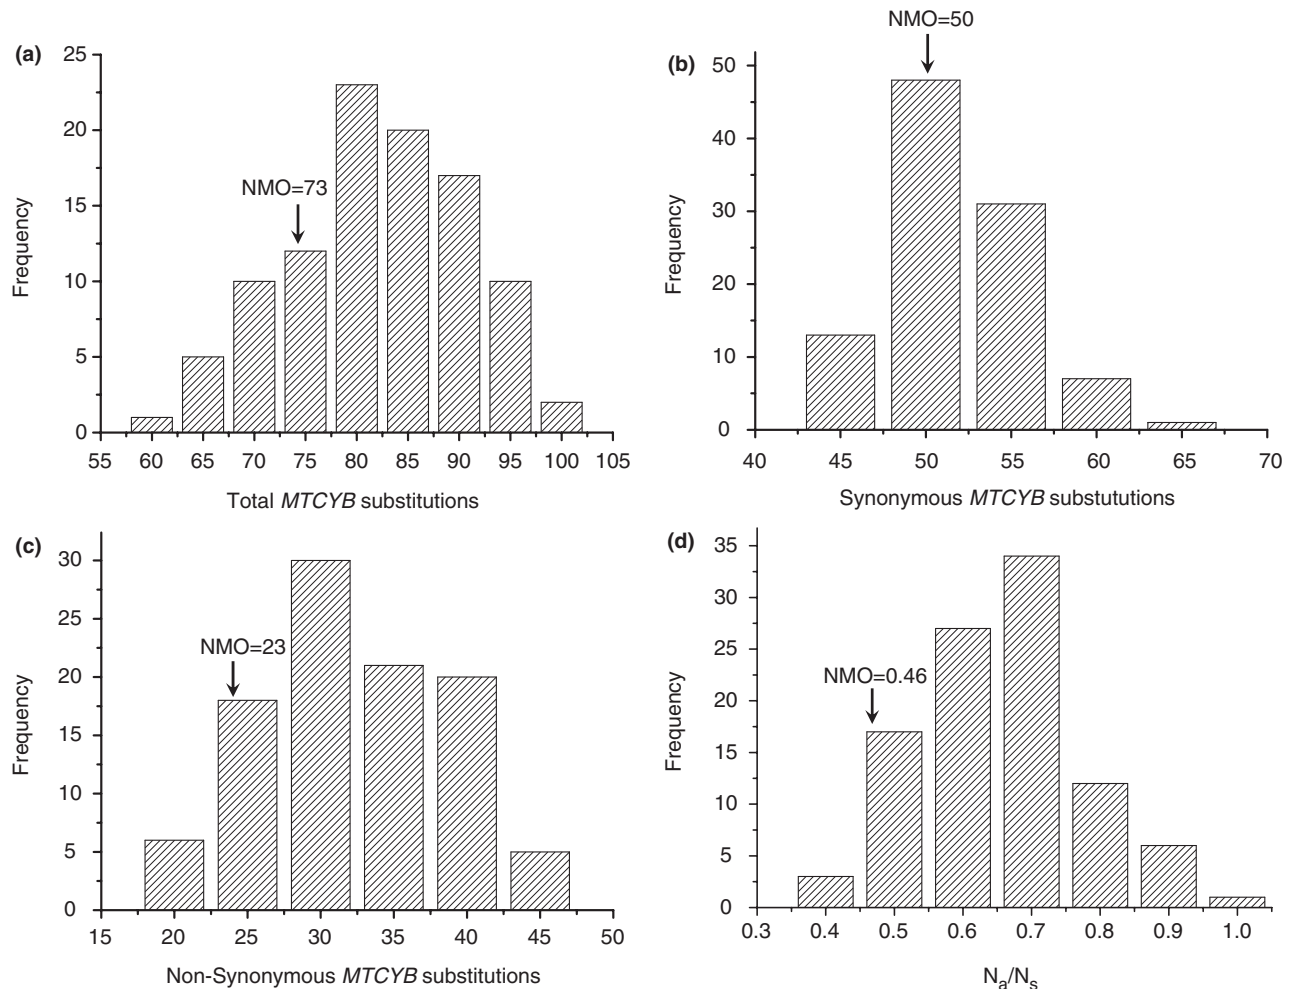 (a)
25
20
15
10
5
0
Frequency
NMO=73
55 60 65 70 75 80 85 90 95 100 105
Total MTCYB substitutions
(b)
NMO=50
50
40
30
20
10
0
Frequency
40 45 50 55 60 65 70
Synonymous MTCYB substututions
(c)
30
25
20
15
10
5
0
Frequency
NMO=23
15 20 25 30 35 40 45 50
Non-Synonymous MTCYB substitutions
(d)
35
30
25
20
15
10
5
0
Frequency
NMO=0.46
0.3 0.4 0.5 0.6 0.7 0.8 0.9 1.0
Na/Ns